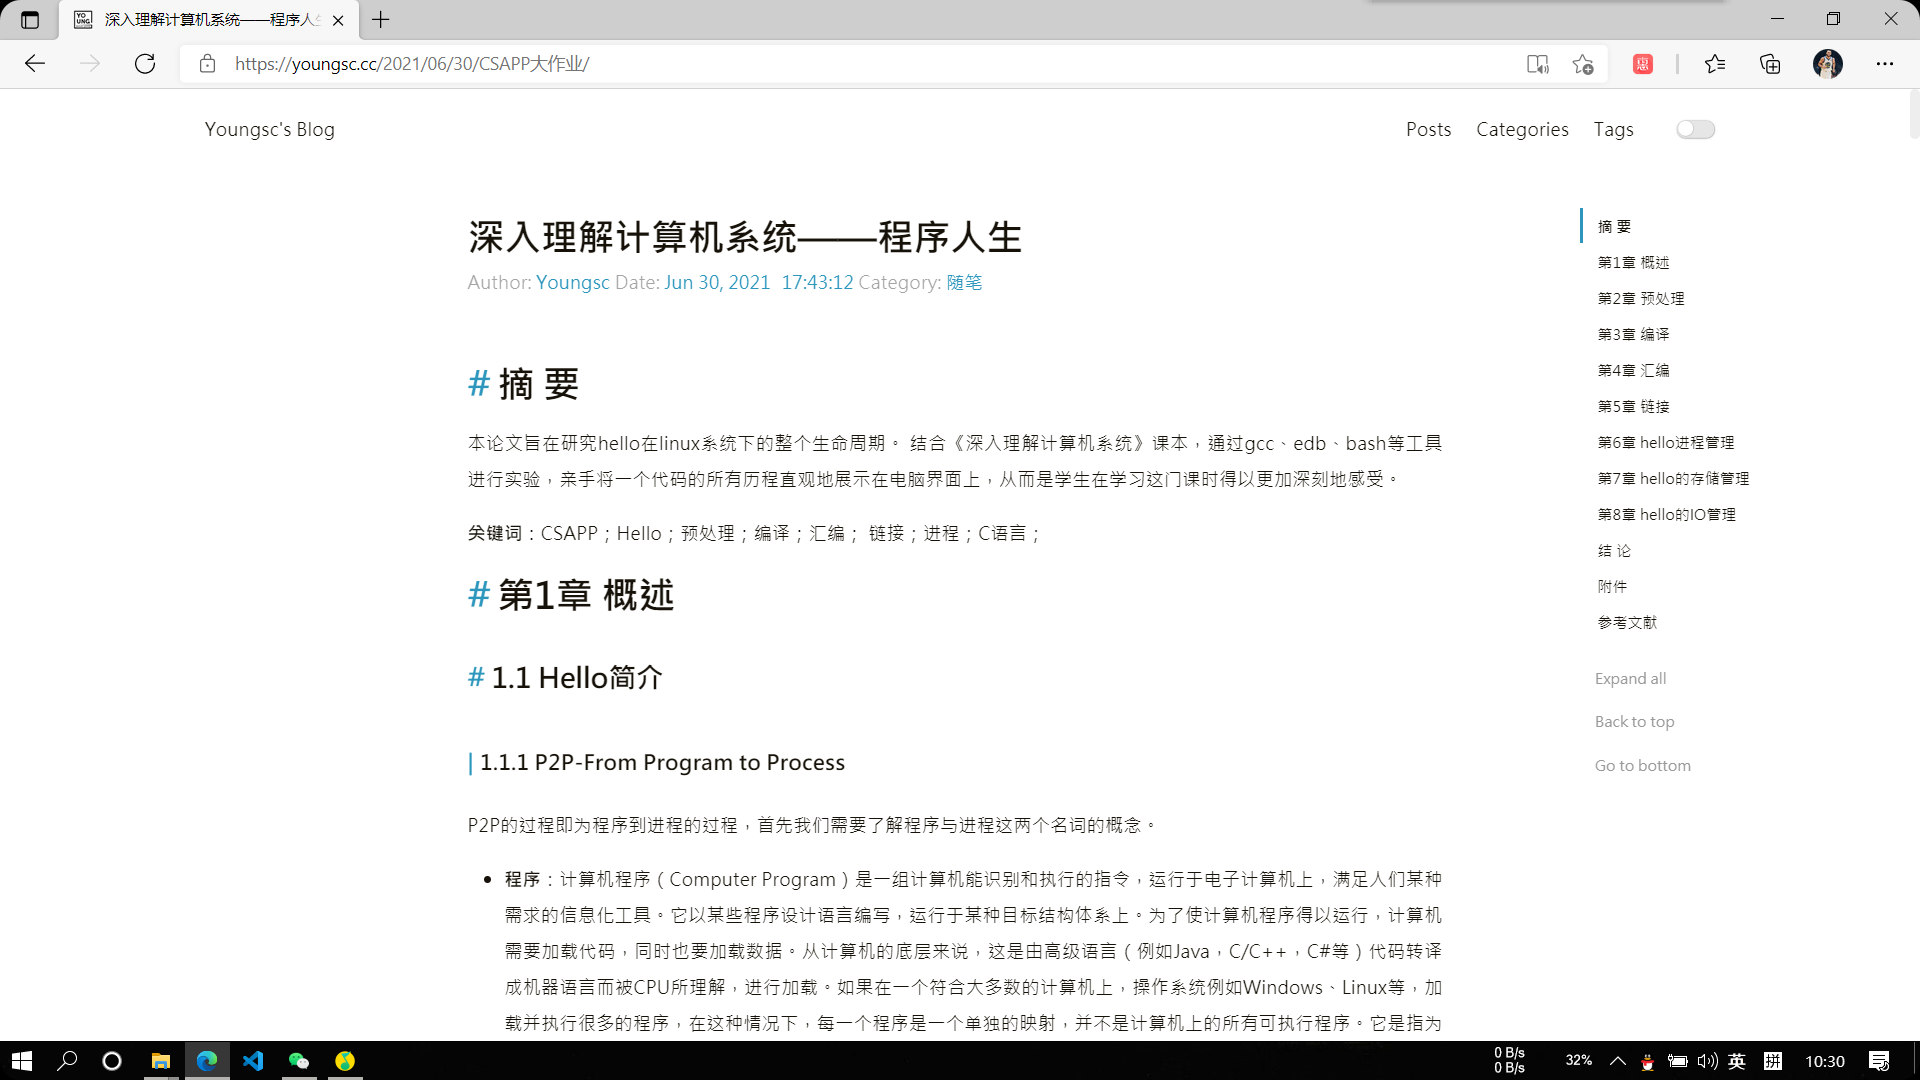 深入理解计算机系统——程序人
https://youngsc.cc/2021/06/30/CSAPP大作业/
惠
Youngsc's Blog
Posts Categories Tags
深入理解计算机系统——程序人生
Author: Youngsc Date: Jun 30, 2021 17:43:12 Category: 随笔
# 摘 要
本论文旨在研究hello在linux系统下的整个生命周期。 结合《深入理解计算机系统》课本，通过gcc、edb、bash等工具
进行实验，亲手将一个代码的所有历程直观地展示在电脑界面上，从而是学生在学习这门课时得以更加深刻地感受。
关键词：CSAPP；Hello；预处理；编译；汇编； 链接；进程；C语言；
# 第1章 概述
# 1.1 Hello简介
1.1.1 P2P-From Program to Process
P2P的过程即为程序到进程的过程，首先我们需要了解程序与进程这两个名词的概念。
程序：计算机程序（Computer Program）是一组计算机能识别和执行的指令，运行于电子计算机上，满足人们某种
需求的信息化工具。它以某些程序设计语言编写，运行于某种目标结构体系上。为了使计算机程序得以运行，计算机
需要加载代码，同时也要加载数据。从计算机的底层来说，这是由高级语言（例如Java，C/C++，C#等）代码转译
成机器语言而被CPU所理解，进行加载。如果在一个符合大多数的计算机上，操作系统例如Windows、Linux等，加
载并执行很多的程序，在这种情况下，每一个程序是一个单独的映射，并不是计算机上的所有可执行程序。它是指为
摘 要
第1章 概述
第2章 预处理
第3章 编译
第4章 汇编
第5章 链接
第6章 hello进程管理
第7章 hello的存储管理
第8章 hello的IO管理
结 论
附件
参考文献
Expand all
Back to top
Go to bottom
0 B/s
0 B/s
32%
英
拼
10:30